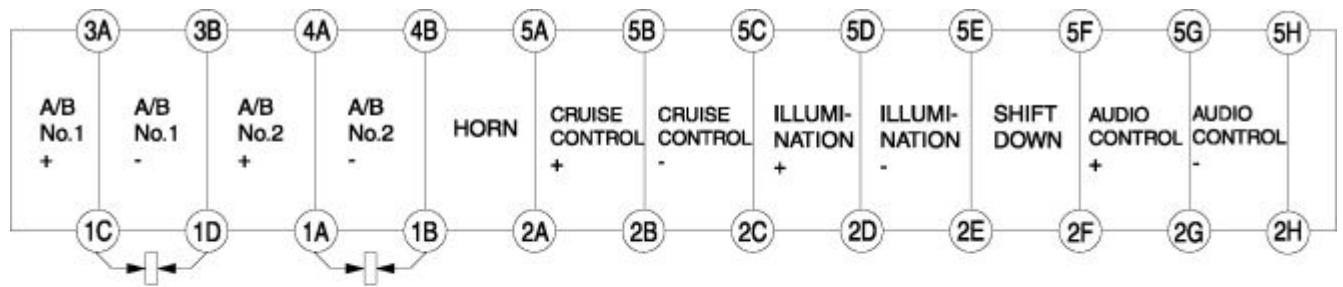 3A 3B 4A 4B 5A 5B 5C 5D 5E 5F 5G 5H
A/B
No.1
+
A/B
No.1
-
A/B
No.2
+
A/B
No.2
-
HORN
CRUISE
CONTROL
+
CRUISE
CONTROL
-
ILLUMI-
NATION
+
ILLUMI-
NATION
-
SHIFT
DOWN
AUDIO
CONTROL
+
AUDIO
CONTROL
-
1C 1D 1A 1B 2A 2B 2C 2D 2E 2F 2G 2H